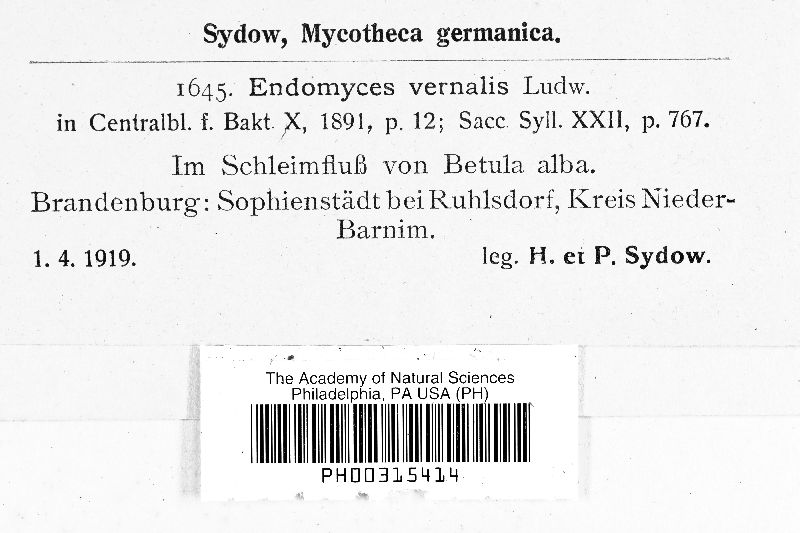 Sydow, Mycotheca germanica.
1645. Endomyces vernalis Ludw.
in Centralbl. f. Bakt. X, 1891, p. 12; Sacc. Syll. XXII, p. 767.
Im Schleimfluß von Betula alba.
Brandenburg: Sophienstädt bei Ruhlsdorf, Kreis Nieder-
Barnim.
1. 4. 1919. leg. H. et P. Sydow.
The Academy of Natural Sciences
Philadelphia, PA USA (PH)
PH00315414